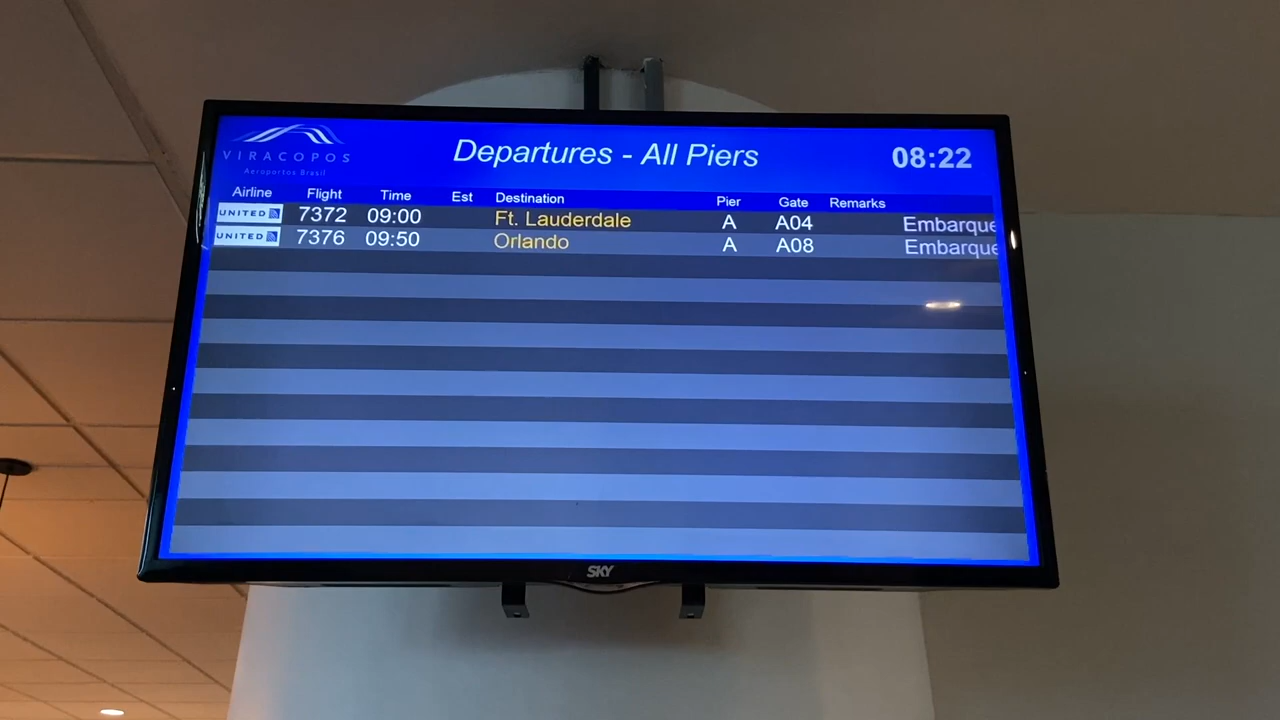 VIRACOPOS
Aeroportos Brasil
Departures - All Piers
08:22
Airline Flight Time Est Destination Pier Gate Remarks
UNITED 7372 09:00 Ft. Lauderdale A A04 Embarque
UNITED 7376 09:50 Orlando A A08 Embarque
SKY